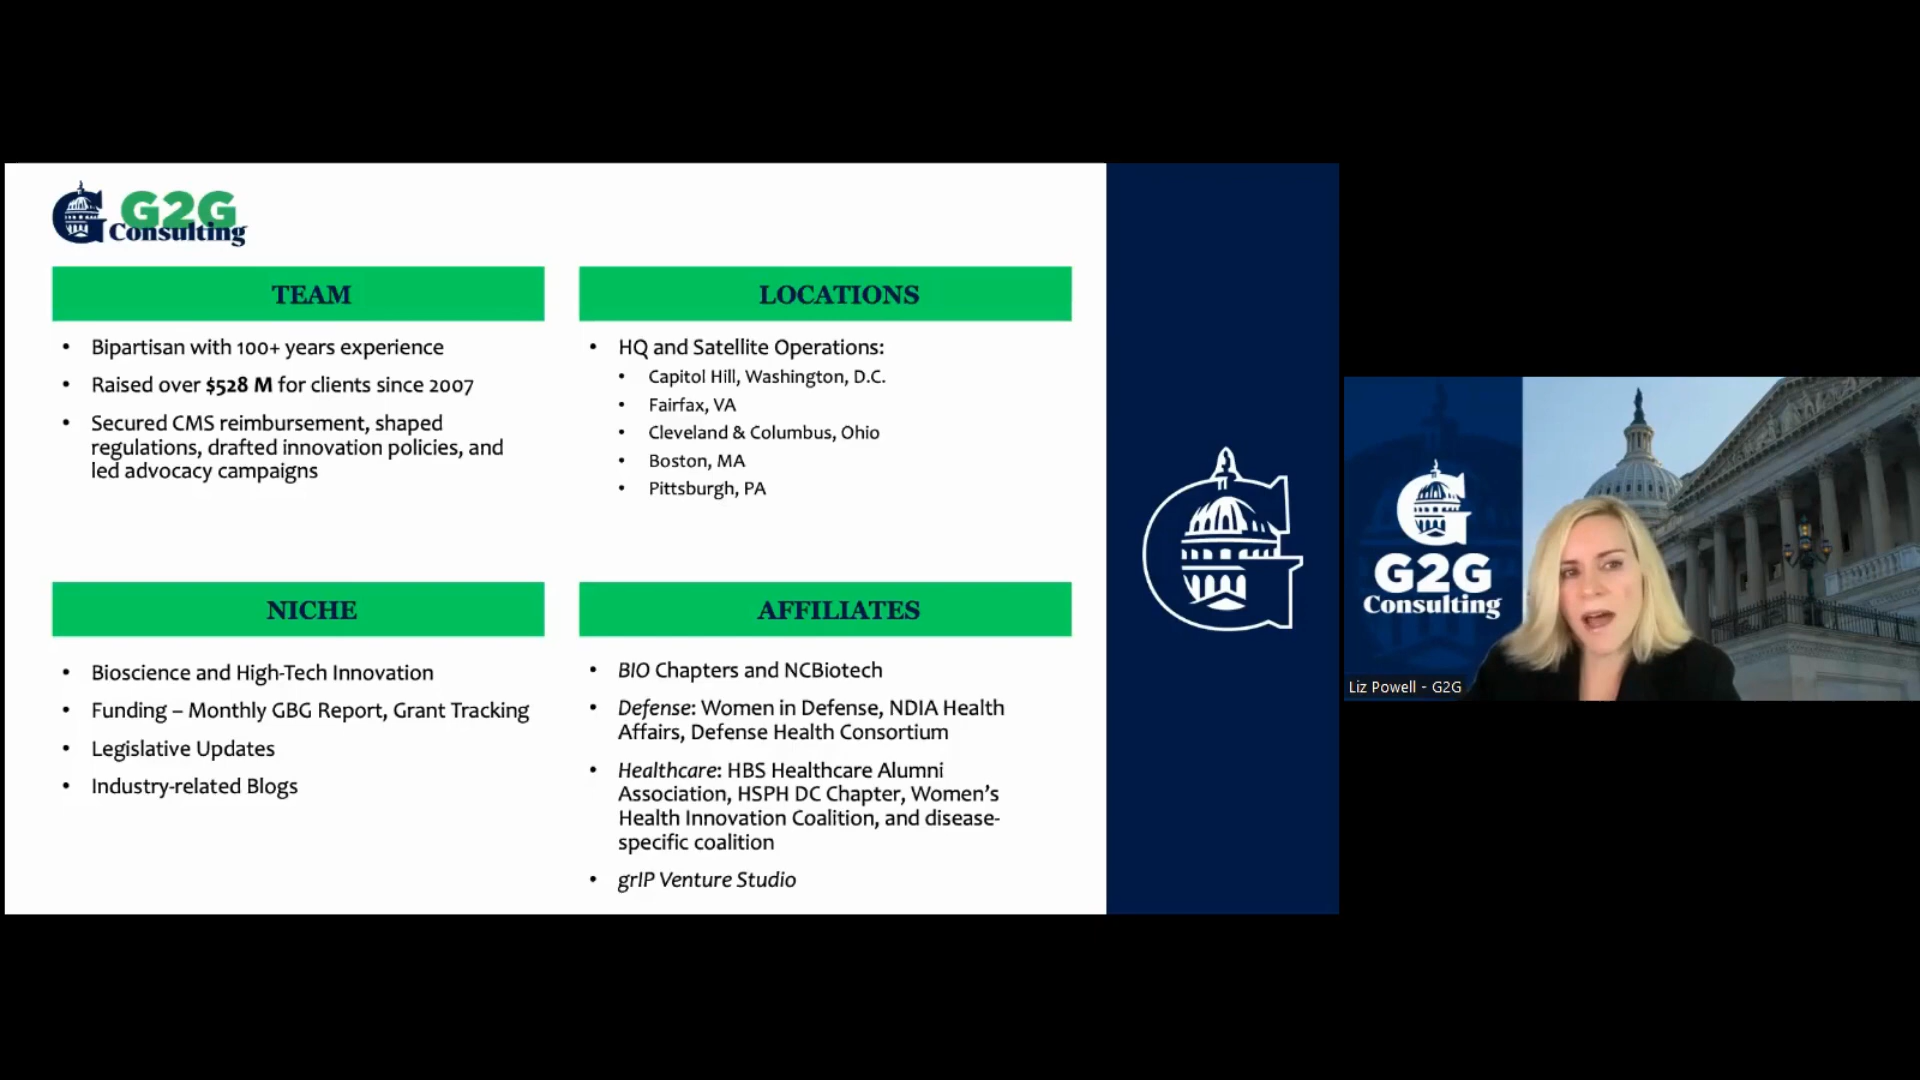 G2G
Consulting
TEAM
• Bipartisan with 100+ years experience
• Raised over $528 M for clients since 2007
• Secured CMS reimbursement, shaped
regulations, drafted innovation policies, and
led advocacy campaigns
LOCATIONS
• HQ and Satellite Operations:
• Capitol Hill, Washington, D.C.
• Fairfax, VA
• Cleveland & Columbus, Ohio
• Boston, MA
• Pittsburgh, PA
NICHE
• Bioscience and High-Tech Innovation
• Funding – Monthly GBG Report, Grant Tracking
• Legislative Updates
• Industry-related Blogs
AFFILIATES
• BIO Chapters and NCBiotech
• Defense: Women in Defense, NDIA Health
Affairs, Defense Health Consortium
• Healthcare: HBS Healthcare Alumni
Association, HSPH DC Chapter, Women’s
Health Innovation Coalition, and disease-
specific coalition
• grIP Venture Studio
G2G
Consulting
Liz Powell - G2G